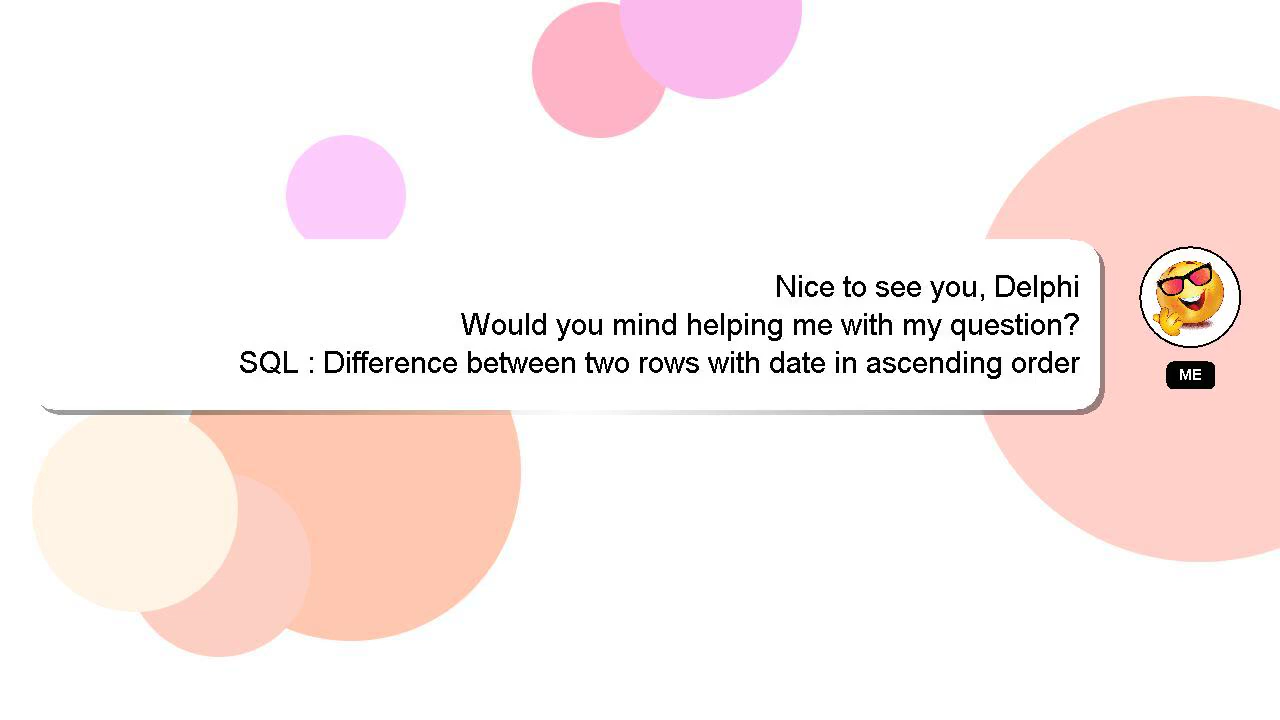 Nice to see you, Delphi
Would you mind helping me with my question?
SQL : Difference between two rows with date in ascending order
ME